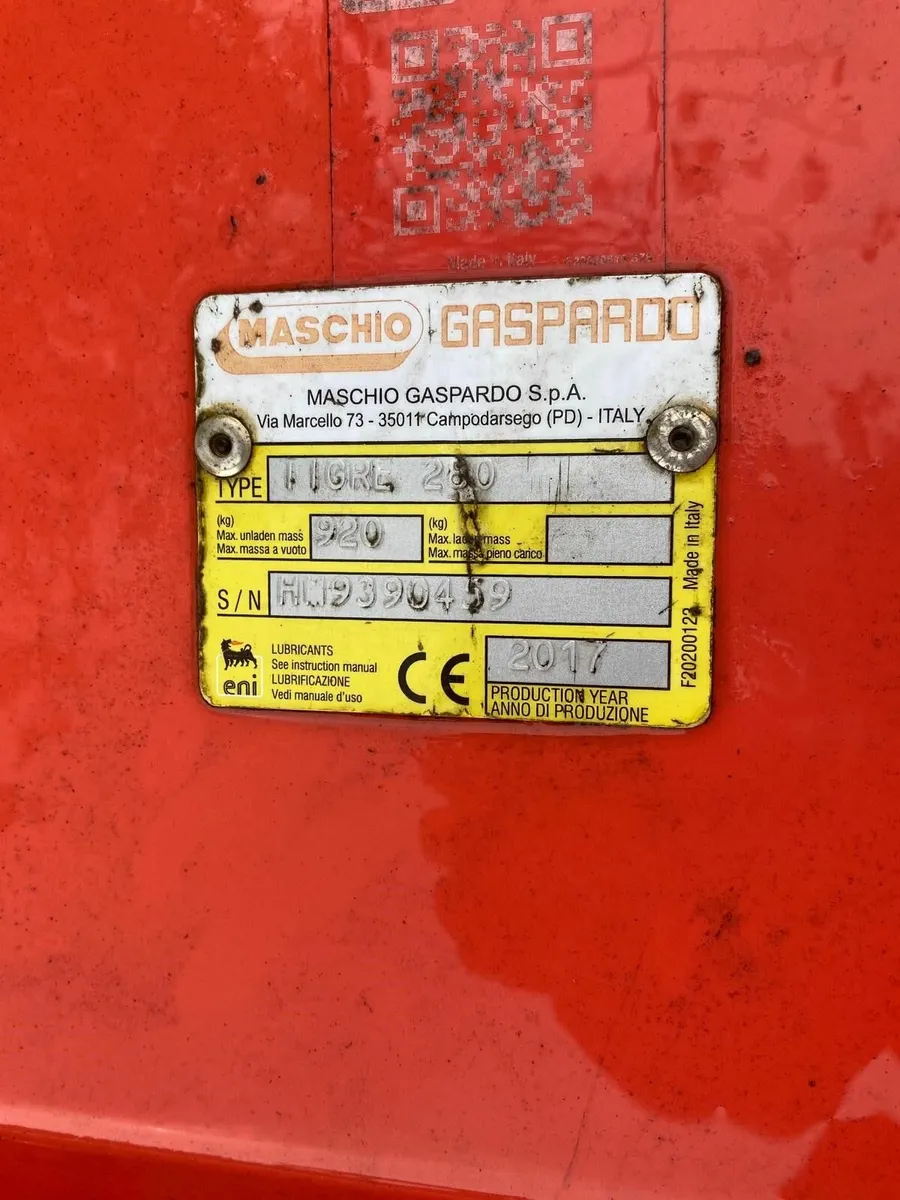 Made in Italy
MASCHIO GASPARDO
MASCHIO GASPARDO S.p.A.
Via Marcello 73 - 35011 Campodarsego (PD) - ITALY
TYPE TIGRE 280
(kg)
Max. unladen mass
Max. massa a vuoto
920
(kg)
Max. laden mass
Max. massa pieno carico
S/N HM9390459
LUBRICANTS
See instruction manual
LUBRIFICAZIONE
Vedi manuale d'uso
eni
CE
2017
PRODUCTION YEAR
ANNO DI PRODUZIONE
F20200123 Made in Italy